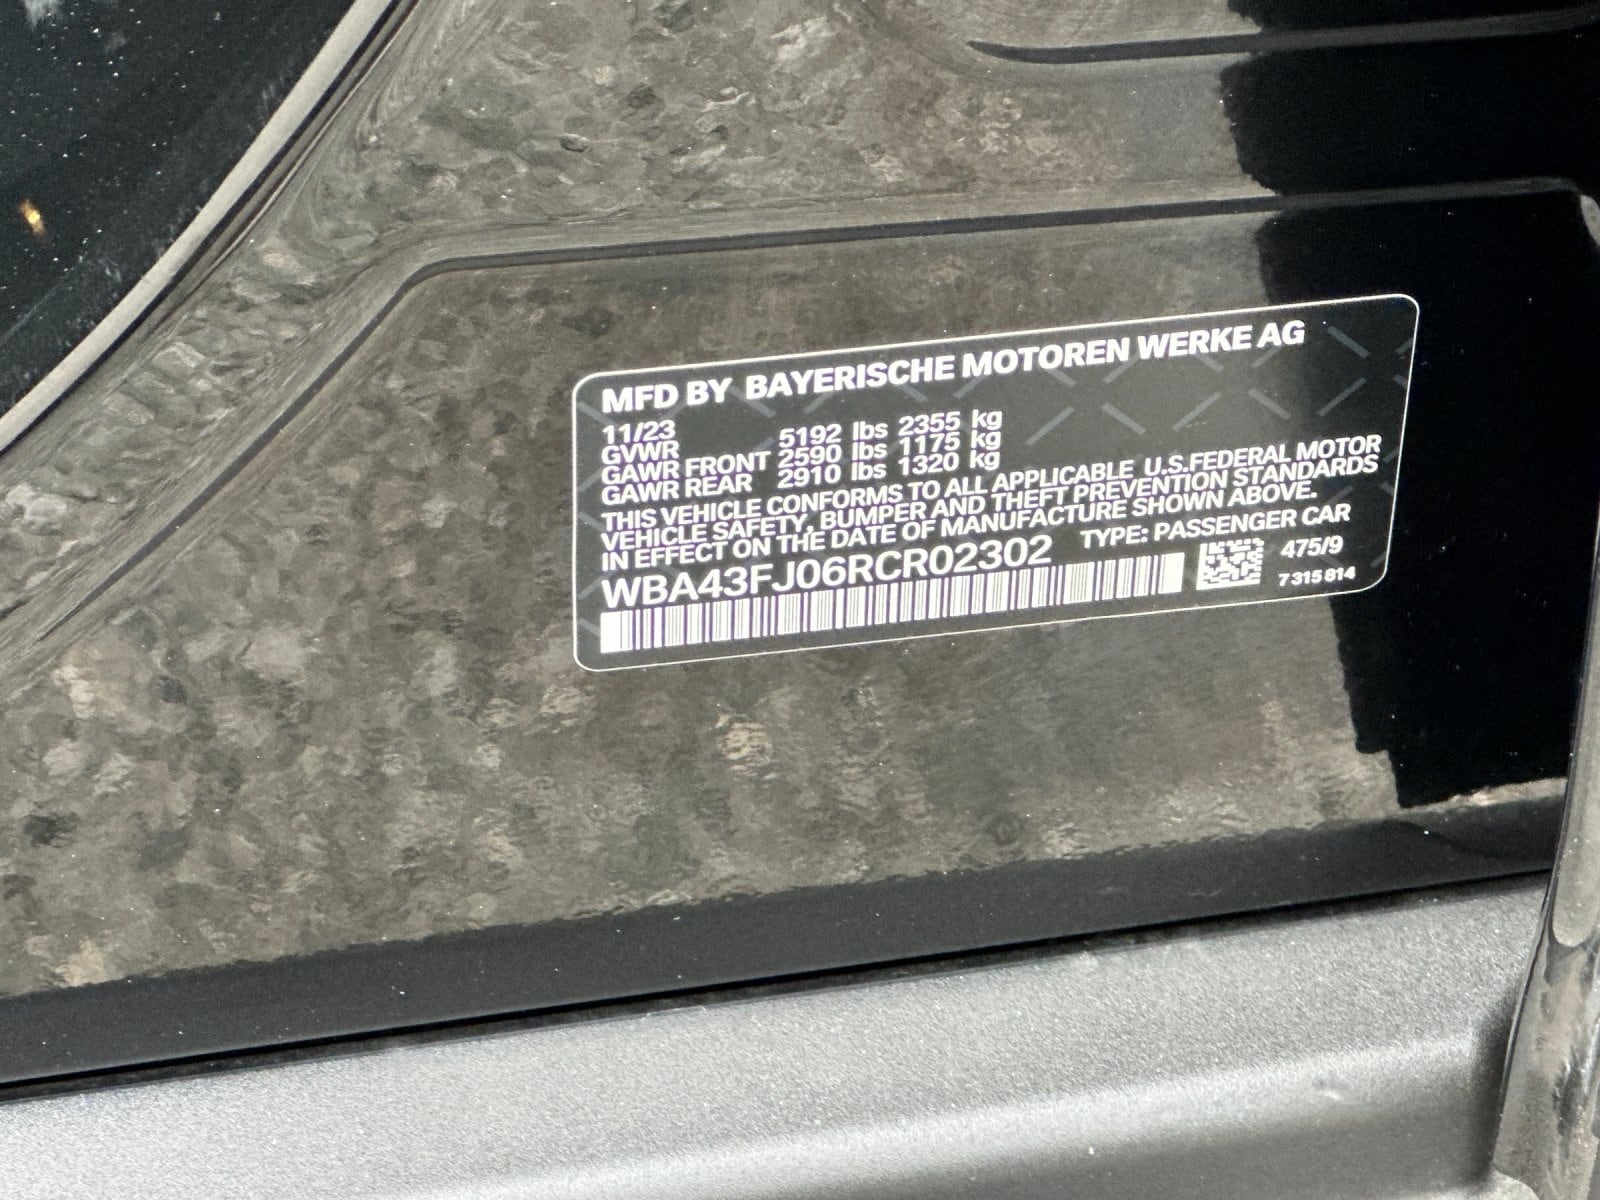 MFD BY BAYERISCHE MOTOREN WERKE AG
11/23
GVWR 5192 lbs 2355 kg
GAWR FRONT 2590 lbs 1175 kg
GAWR REAR 2910 lbs 1320 kg
THIS VEHICLE CONFORMS TO ALL APPLICABLE U.S.FEDERAL MOTOR
VEHICLE SAFETY, BUMPER AND THEFT PREVENTION STANDARDS
IN EFFECT ON THE DATE OF MANUFACTURE SHOWN ABOVE.
WBA43FJ06RCR02302 TYPE: PASSENGER CAR
475/9
7 315 814